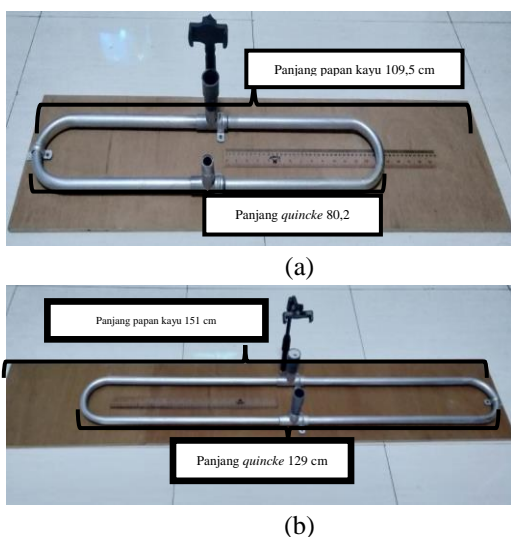 Panjang papan kayu 109,5 cm
Panjang quincke 80,2
(a)
Panjang papan kayu 151 cm
Panjang quincke 129 cm
(b)